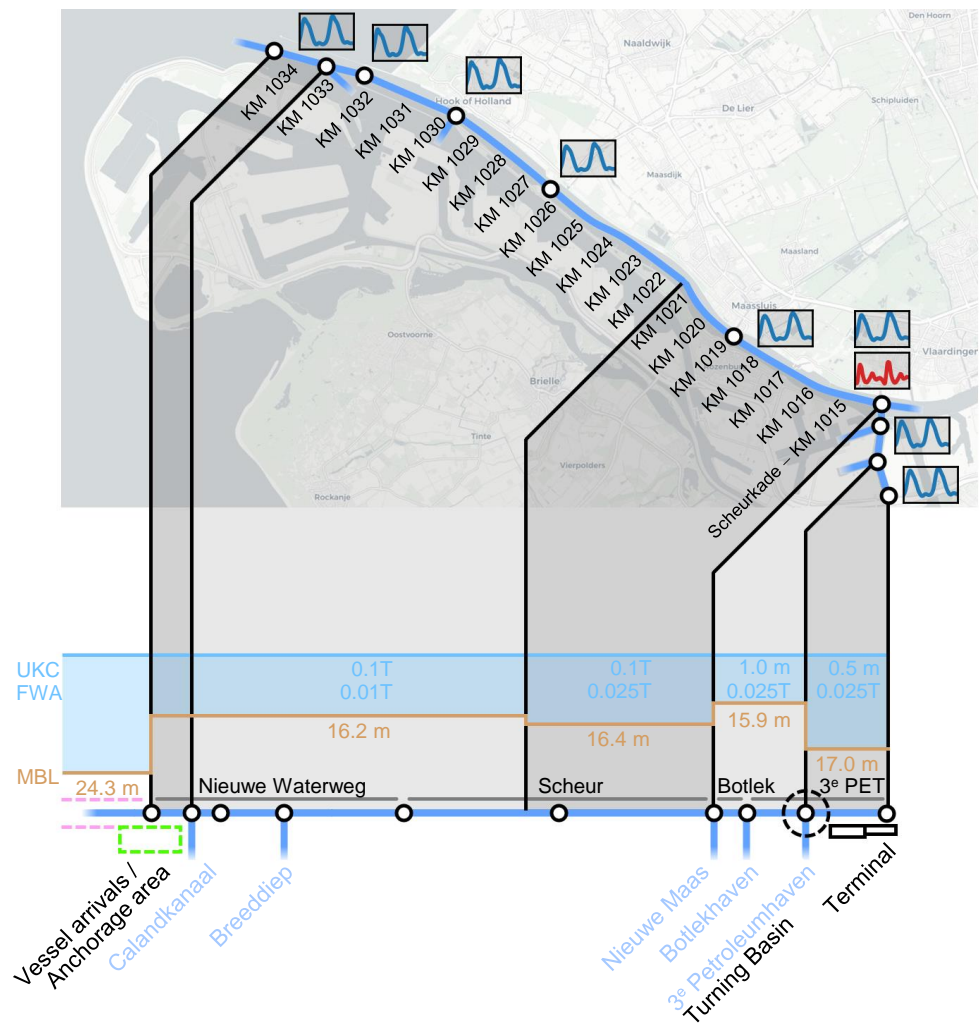 Den Hoorn
Naaldwijk
De Lier
Schipluiden
Hook of Holland
Maasdijk
Maasland
Maassluis
Vlaardingen
Oostvoorne
Brielle
Tinte
Vierpolders
Rockanje
KM 1034
KM 1033
KM 1032
KM 1031
KM 1030
KM 1029
KM 1028
KM 1027
KM 1026
KM 1025
KM 1024
KM 1023
KM 1022
KM 1021
KM 1020
KM 1019
KM 1018
KM 1017
KM 1016
Scheurkade – KM 1015
UKC 0.1T 0.1T 1.0 m 0.5 m
FWA 0.01T 0.025T 0.025T 0.025T
16.2 m 16.4 m 15.9 m 17.0 m
MBL 24.3 m
Nieuwe Waterweg Scheur Botlek 3e PET
Vessel arrivals /
Anchorage area
Calandkanaal
Breeddiep
Nieuwe Maas
Botlekhaven
3e Petroleumhaven
Turning Basin
Terminal